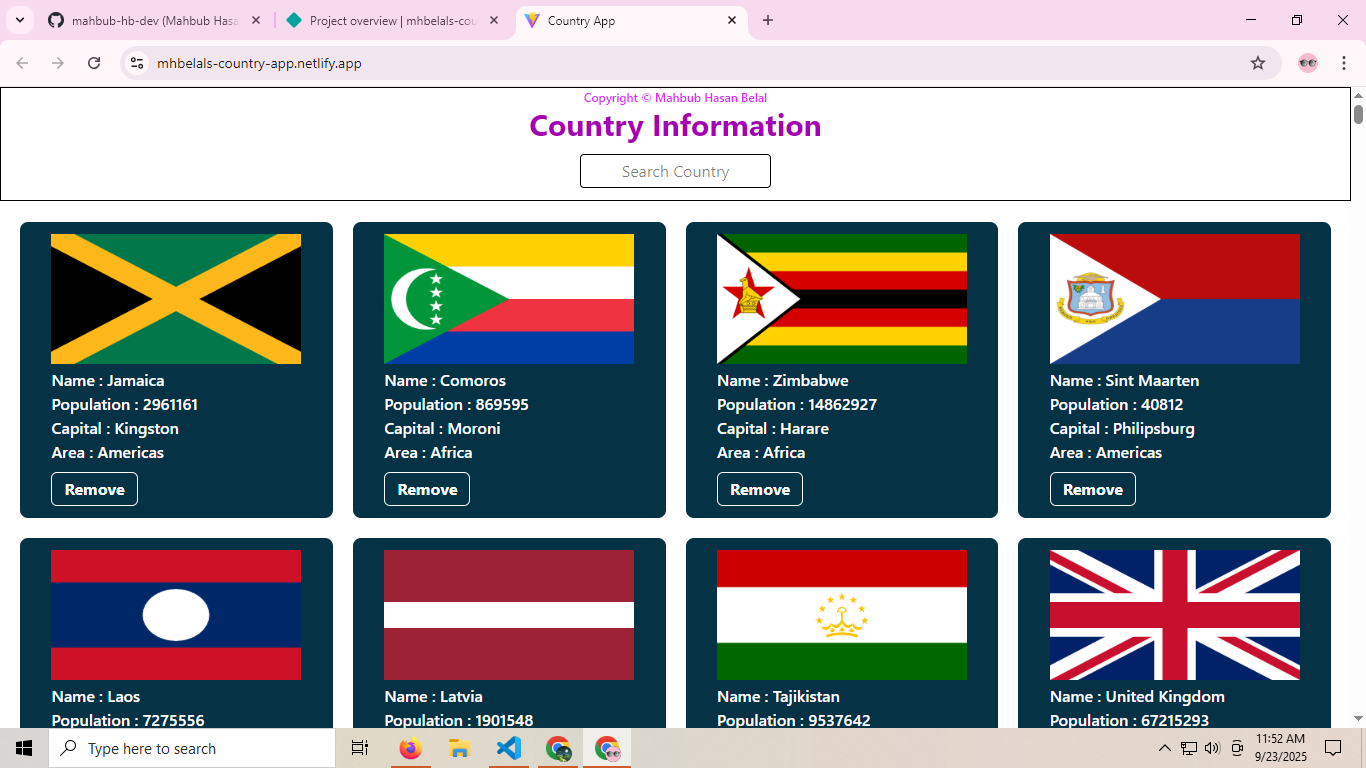 mahbub-hb-dev (Mahbub Hasa
Project overview | mhbelals-cou
Country App
mhbelals-country-app.netlify.app
Copyright © Mahbub Hasan Belal
Country Information
Search Country
Name : Jamaica
Population : 2961161
Capital : Kingston
Area : Americas
Remove
Name : Comoros
Population : 869595
Capital : Moroni
Area : Africa
Remove
Name : Zimbabwe
Population : 14862927
Capital : Harare
Area : Africa
Remove
Name : Sint Maarten
Population : 40812
Capital : Philipsburg
Area : Americas
Remove
Name : Laos
Population : 7275556
Name : Latvia
Population : 1901548
Name : Tajikistan
Population : 9537642
Name : United Kingdom
Population : 67215293
Type here to search
11:52 AM
9/23/2025